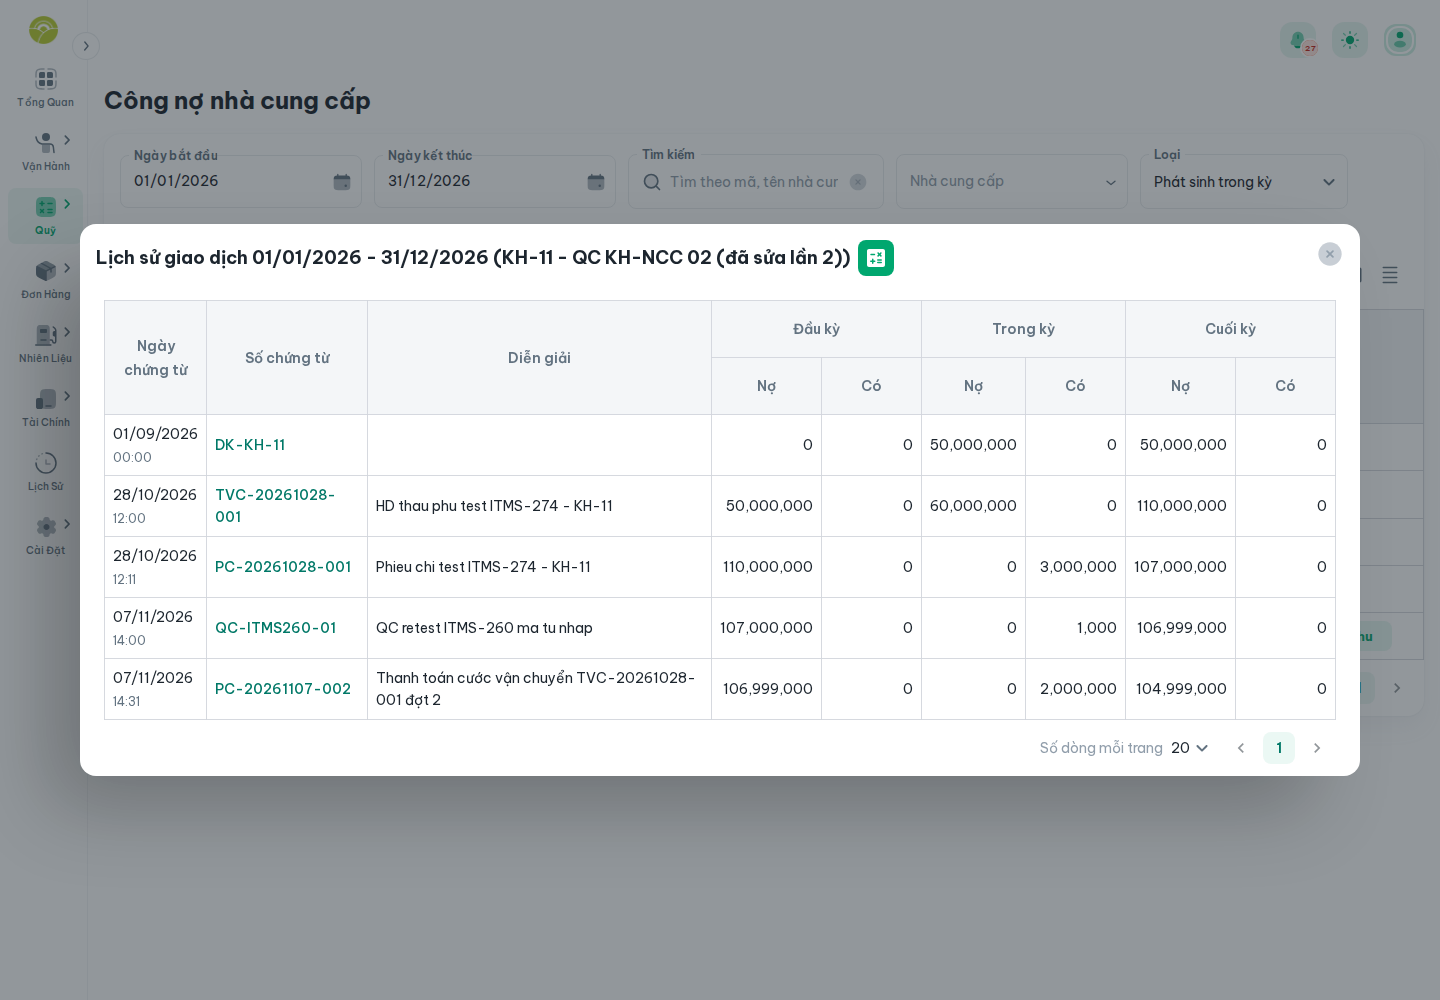 27
Tổng Quan
Vận Hành
Quỹ
Đơn Hàng
Nhiên Liệu
Tài Chính
Lịch Sử
Cài Đặt
Công nợ nhà cung cấp
Ngày bắt đầu
01/01/2026
Ngày kết thúc
31/12/2026
Tìm kiếm
Tìm theo mã, tên nhà cur
Nhà cung cấp
Loại
Phát sinh trong kỳ
Lịch sử giao dịch 01/01/2026 - 31/12/2026 (KH-11 - QC KH-NCC 02 (đã sửa lần 2))
Ngày chứng từ Số chứng từ Diễn giải Đầu kỳ Trong kỳ Cuối kỳ
Nợ Có Nợ Có Nợ Có
01/09/2026 00:00 DK-KH-11 0 0 50,000,000 0 50,000,000 0
28/10/2026 12:00 TVC-20261028-001 HD thau phu test ITMS-274 - KH-11 50,000,000 0 60,000,000 0 110,000,000 0
28/10/2026 12:11 PC-20261028-001 Phieu chi test ITMS-274 - KH-11 110,000,000 0 0 3,000,000 107,000,000 0
07/11/2026 14:00 QC-ITMS260-01 QC retest ITMS-260 ma tu nhap 107,000,000 0 0 1,000 106,999,000 0
07/11/2026 14:31 PC-20261107-002 Thanh toán cước vận chuyển TVC-20261028-001 đợt 2 106,999,000 0 0 2,000,000 104,999,000 0
Số dòng mỗi trang 20 1